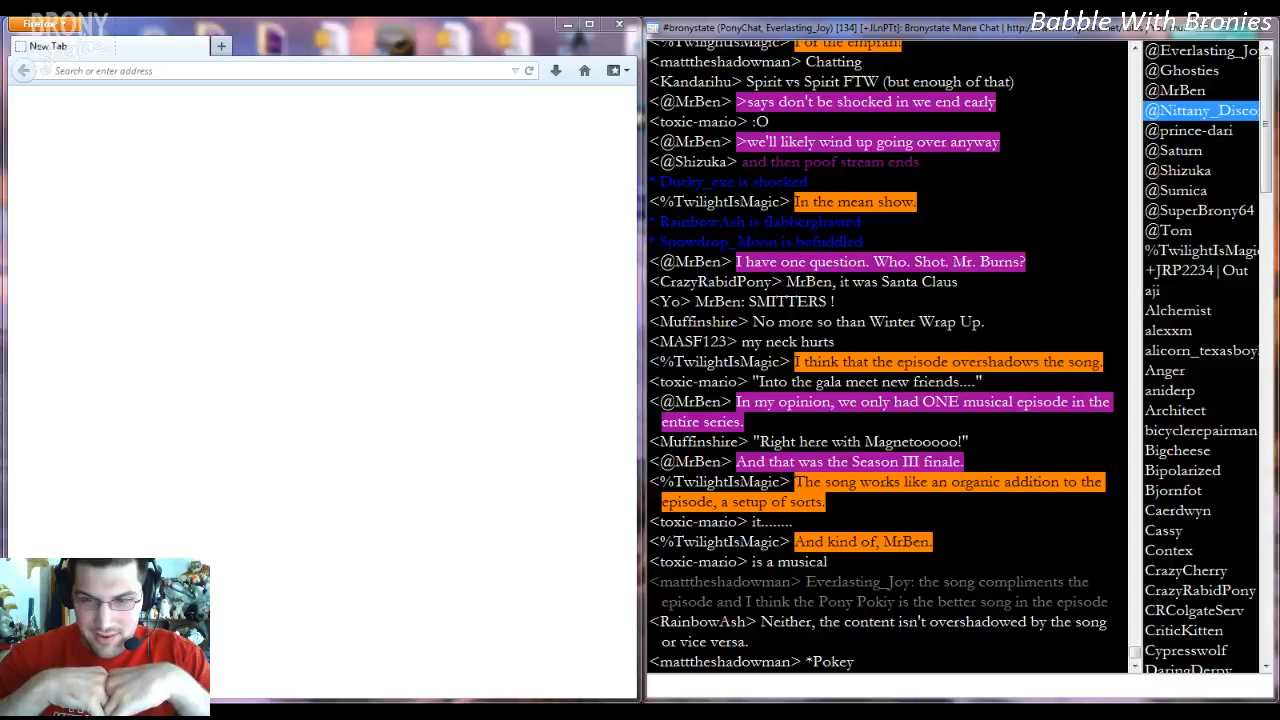 Firefox
BRONY
New Tab
Search or enter address
#bronystate (PonyChat, Everlasting_Joy) [134] [+JLnPTt]: Bronystate Mane Chat | http://
Babble With Bronies
<%TwilightIsMagic> For the emprah!
<matttheshadowman> Chatting
<Kandarihu> Spirit vs Spirit FTW (but enough of that)
<@MrBen> >says don't be shocked in we end early
<toxic-mario> :O
<@MrBen> >we'll likely wind up going over anyway
<@Shizuka> and then poof stream ends
* Ducky_exe is shocked
<%TwilightIsMagic> In the mean show.
* RainbowAsh is flabberghasted
* Snowdrop_Moon is befuddled
<@MrBen> I have one question. Who. Shot. Mr. Burns?
<CrazyRabidPony> MrBen, it was Santa Claus
<Yo> MrBen: SMITTERS !
<Muffinshire> No more so than Winter Wrap Up.
<MASF123> my neck hurts
<%TwilightIsMagic> I think that the episode overshadows the song.
<toxic-mario> "Into the gala meet new friends...."
<@MrBen> In my opinion, we only had ONE musical episode in the
entire series.
<Muffinshire> "Right here with Magnetooooo!"
<@MrBen> And that was the Season III finale.
<%TwilightIsMagic> The song works like an organic addition to the
episode, a setup of sorts.
<toxic-mario> it........
<%TwilightIsMagic> And kind of, MrBen.
<toxic-mario> is a musical
<matttheshadowman> Everlasting_Joy: the song compliments the
episode and I think the Pony Pokiy is the better song in the episode
<RainbowAsh> Neither, the content isn't overshadowed by the song
or vice versa.
<matttheshadowman> *Pokey
@Everlasting_Jo
@Ghosties
@MrBen
@Nittany_Disco
@prince-dari
@Saturn
@Shizuka
@Sumica
@SuperBrony64
@Tom
%TwilightIsMagic
+JRP2234|Out
aji
Alchemist
alexxm
alicorn_texasboy
Anger
aniderp
Architect
bicyclerepairman
Bigcheese
Bipolarized
Bjornfot
Caerdwyn
Cassy
Contex
CrazyCherry
CrazyRabidPony
CRColgateServ
CriticKitten
Cypresswolf
DaringDerpy